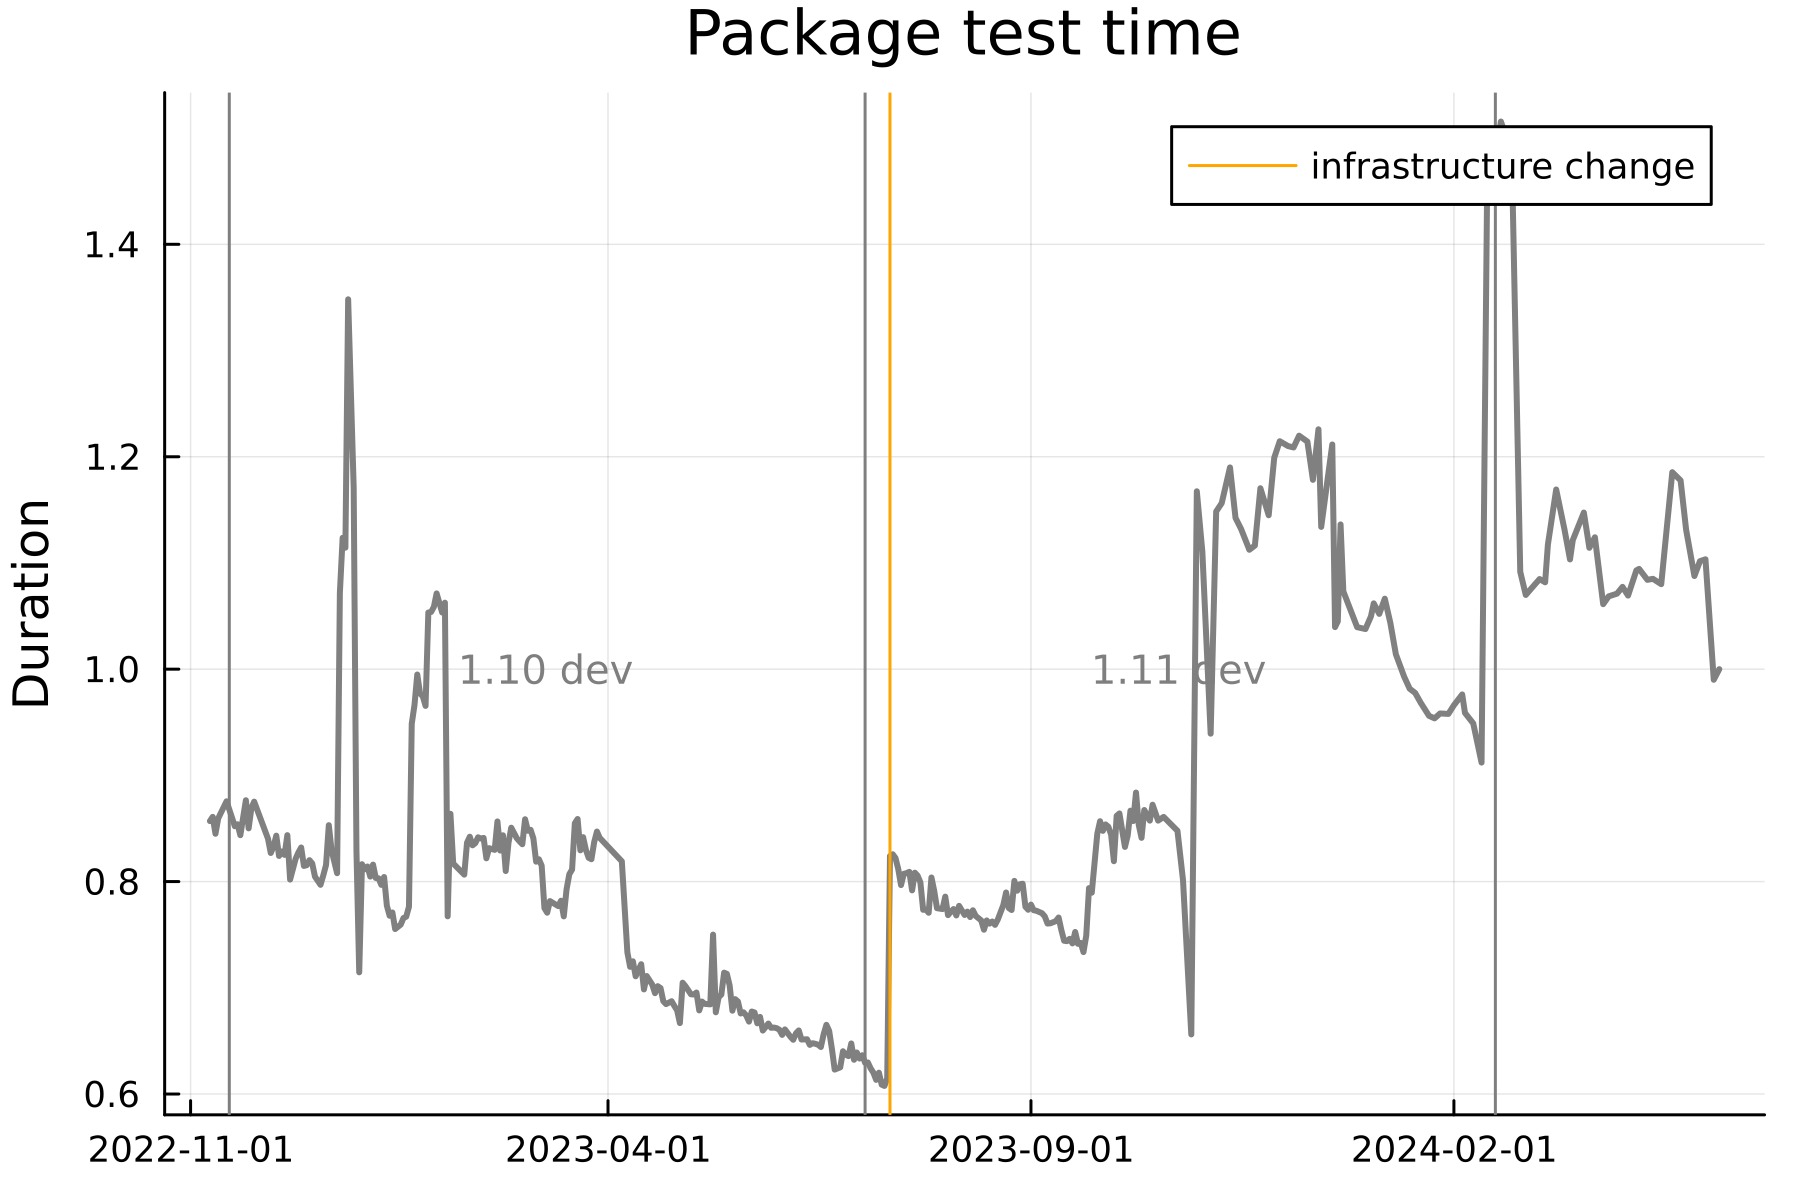 Package test time
infrastructure change
1.4
1.2
1.0
0.8
0.6
Duration
1.10 dev
1.11 dev
2022-11-01
2023-04-01
2023-09-01
2024-02-01